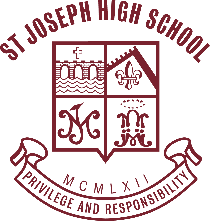 ST JOSEPH HIGH SCHOOL
MCMLXII
PRIVILEGE AND RESPONSIBILITY